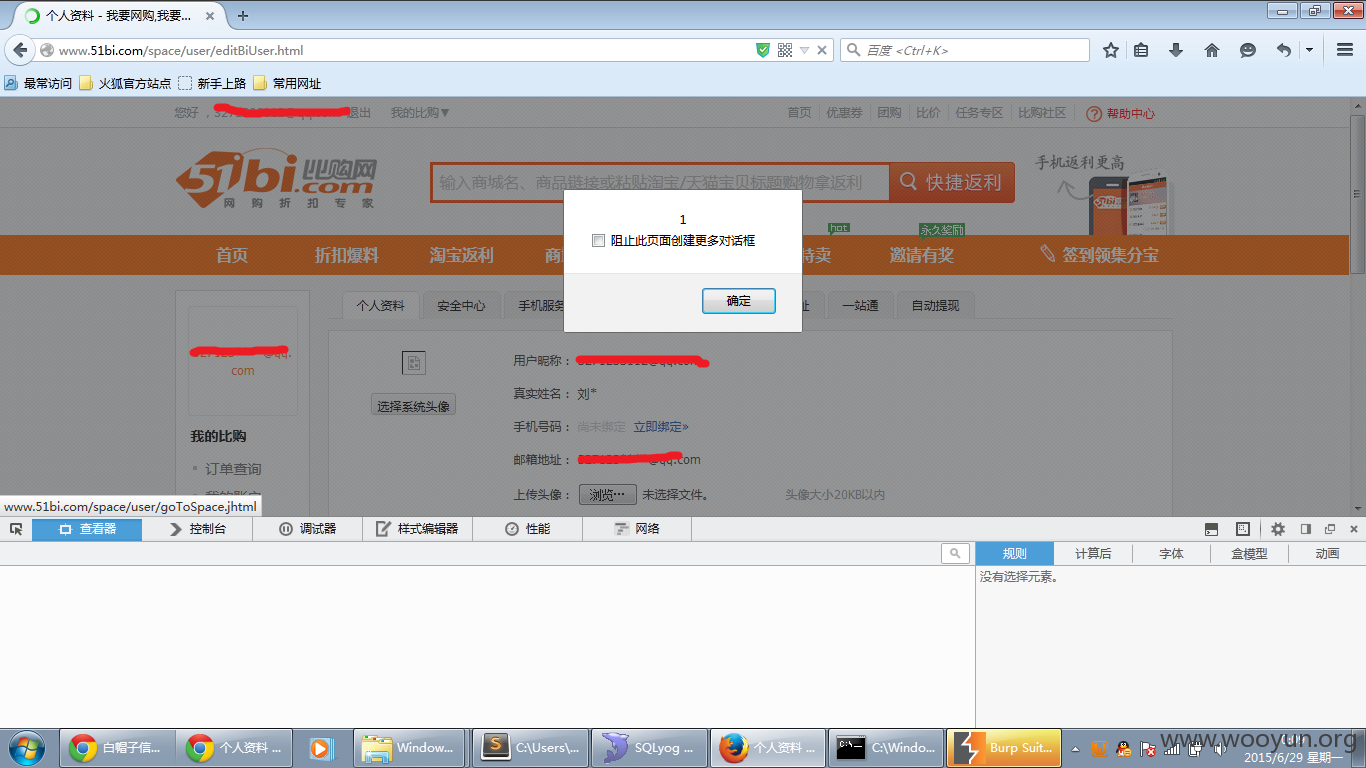 个人资料 - 我要网购,我要...
www.51bi.com/space/user/editBiUser.html
百度 <Ctrl+K>
最常访问 火狐官方站点 新手上路 常用网址
您好 , 退出 我的比购▼ 首页 优惠券 团购 比价 任务专区 比购社区 帮助中心
51bi.com 比购网
网购折扣专家
输入商城名、商品链接或粘贴淘宝/天猫宝贝标题购物拿返利 快捷返利
手机返利更高
hot 永久奖励
首页 折扣爆料 淘宝返利 特卖 邀请有奖 签到领集分宝
1
阻止此页面创建更多对话框
确定
个人资料 安全中心 手机服务 址 一站通 自动提现
com
我的比购
订单查询
选择系统头像
用户昵称：
真实姓名： 刘*
手机号码： 尚未绑定 立即绑定»
邮箱地址： @qq.com
上传头像： 浏览… 未选择文件。 头像大小20KB以内
www.51bi.com/space/user/goToSpace.jhtml
查看器 控制台 调试器 样式编辑器 性能 网络
规则 计算后 字体 盒模型 动画
没有选择元素。
白帽子信... 个人资料 ... Window... C:\Users\... SQLyog ... 个人资料 ... C:\Windo... Burp Suit...
2015/6/29 星期一
www.wooyun.org